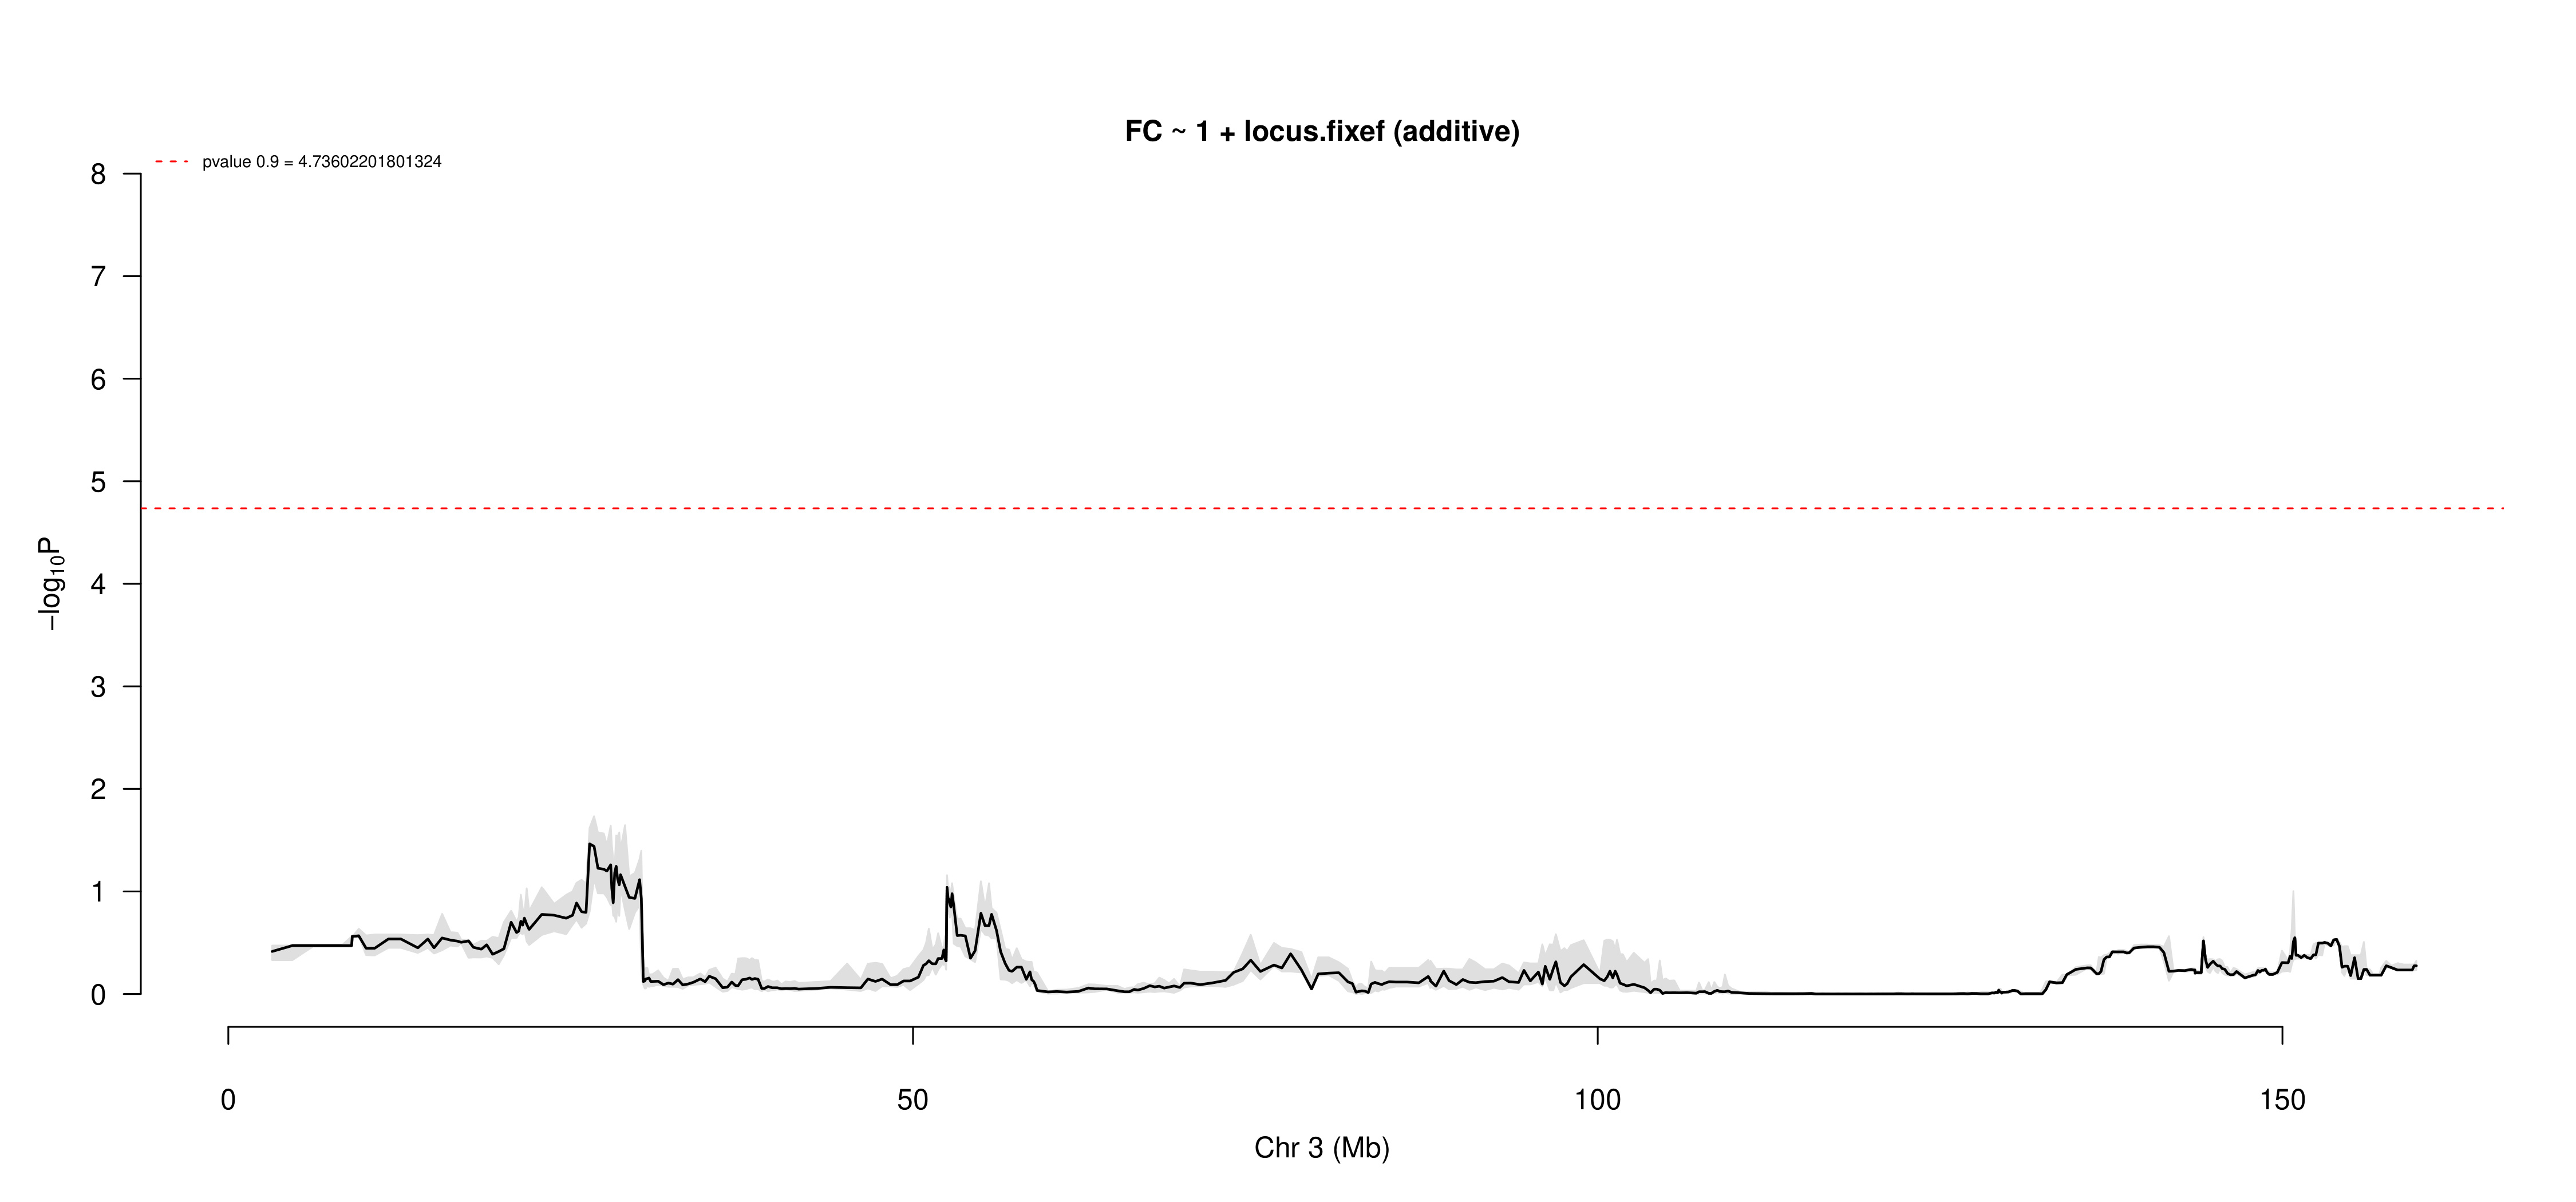 FC ~ 1 + locus.fixef (additive)
pvalue 0.9 = 4.73602201801324
8
7
6
5
4
3
2
1
0
−log10P
0 50 100 150
Chr 3 (Mb)